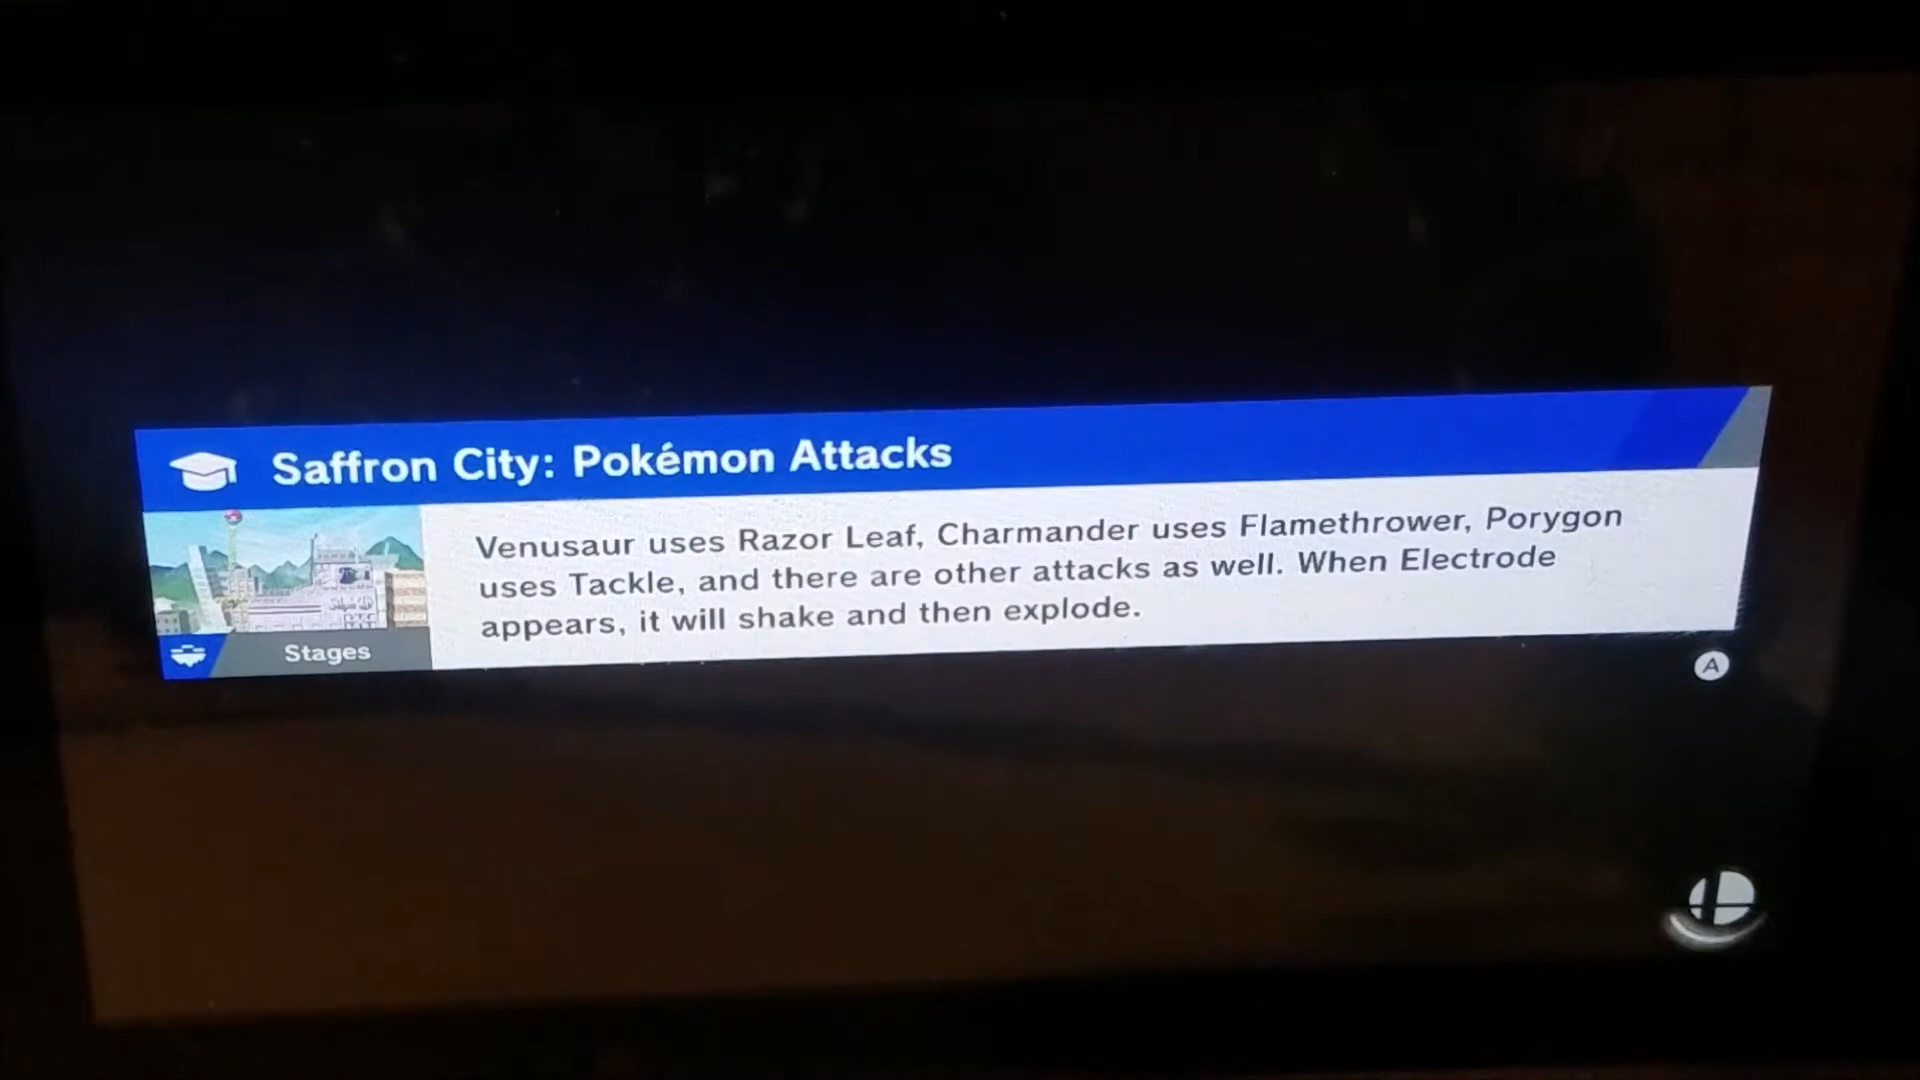 Saffron City: Pokémon Attacks
Venusaur uses Razor Leaf, Charmander uses Flamethrower, Porygon
uses Tackle, and there are other attacks as well. When Electrode
appears, it will shake and then explode.
Stages
A